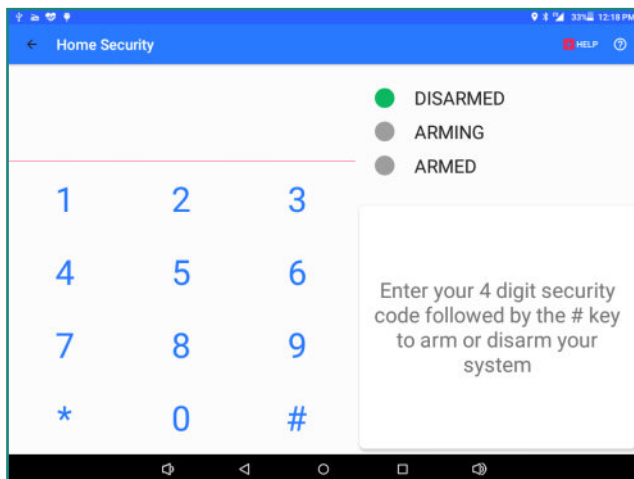 33% 12:18 PM
Home Security
HELP
DISARMED
ARMING
ARMED
1 2 3
4 5 6
7 8 9
* 0 #
Enter your 4 digit security
code followed by the # key
to arm or disarm your
system